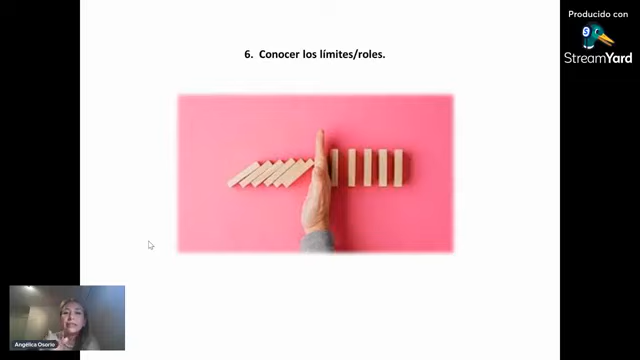 Producido con
StreamYard
6. Conocer los límites/roles.
Angélica Osorio